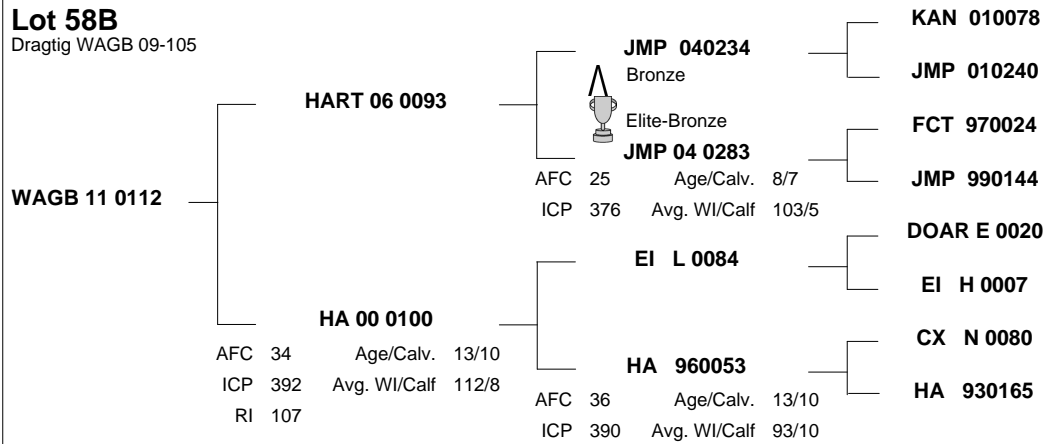 Lot 58B
Dragtig WAGB 09-105
KAN 010078
JMP 040234
Bronze
JMP 010240
HART 06 0093
Elite-Bronze
FCT 970024
JMP 04 0283
AFC 25 Age/Calv. 8/7
JMP 990144
WAGB 11 0112
ICP 376 Avg. WI/Calf 103/5
DOAR E 0020
EI L 0084
EI H 0007
HA 00 0100
CX N 0080
AFC 34 Age/Calv. 13/10
HA 960053
ICP 392 Avg. WI/Calf 112/8
HA 930165
AFC 36 Age/Calv. 13/10
RI 107
ICP 390 Avg. WI/Calf 93/10